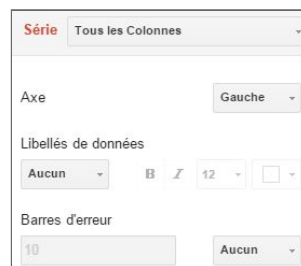 Série Tous les Colonnes
Axe Gauche
Libellés de données
Aucun B I 12
Barres d'erreur
10 Aucun